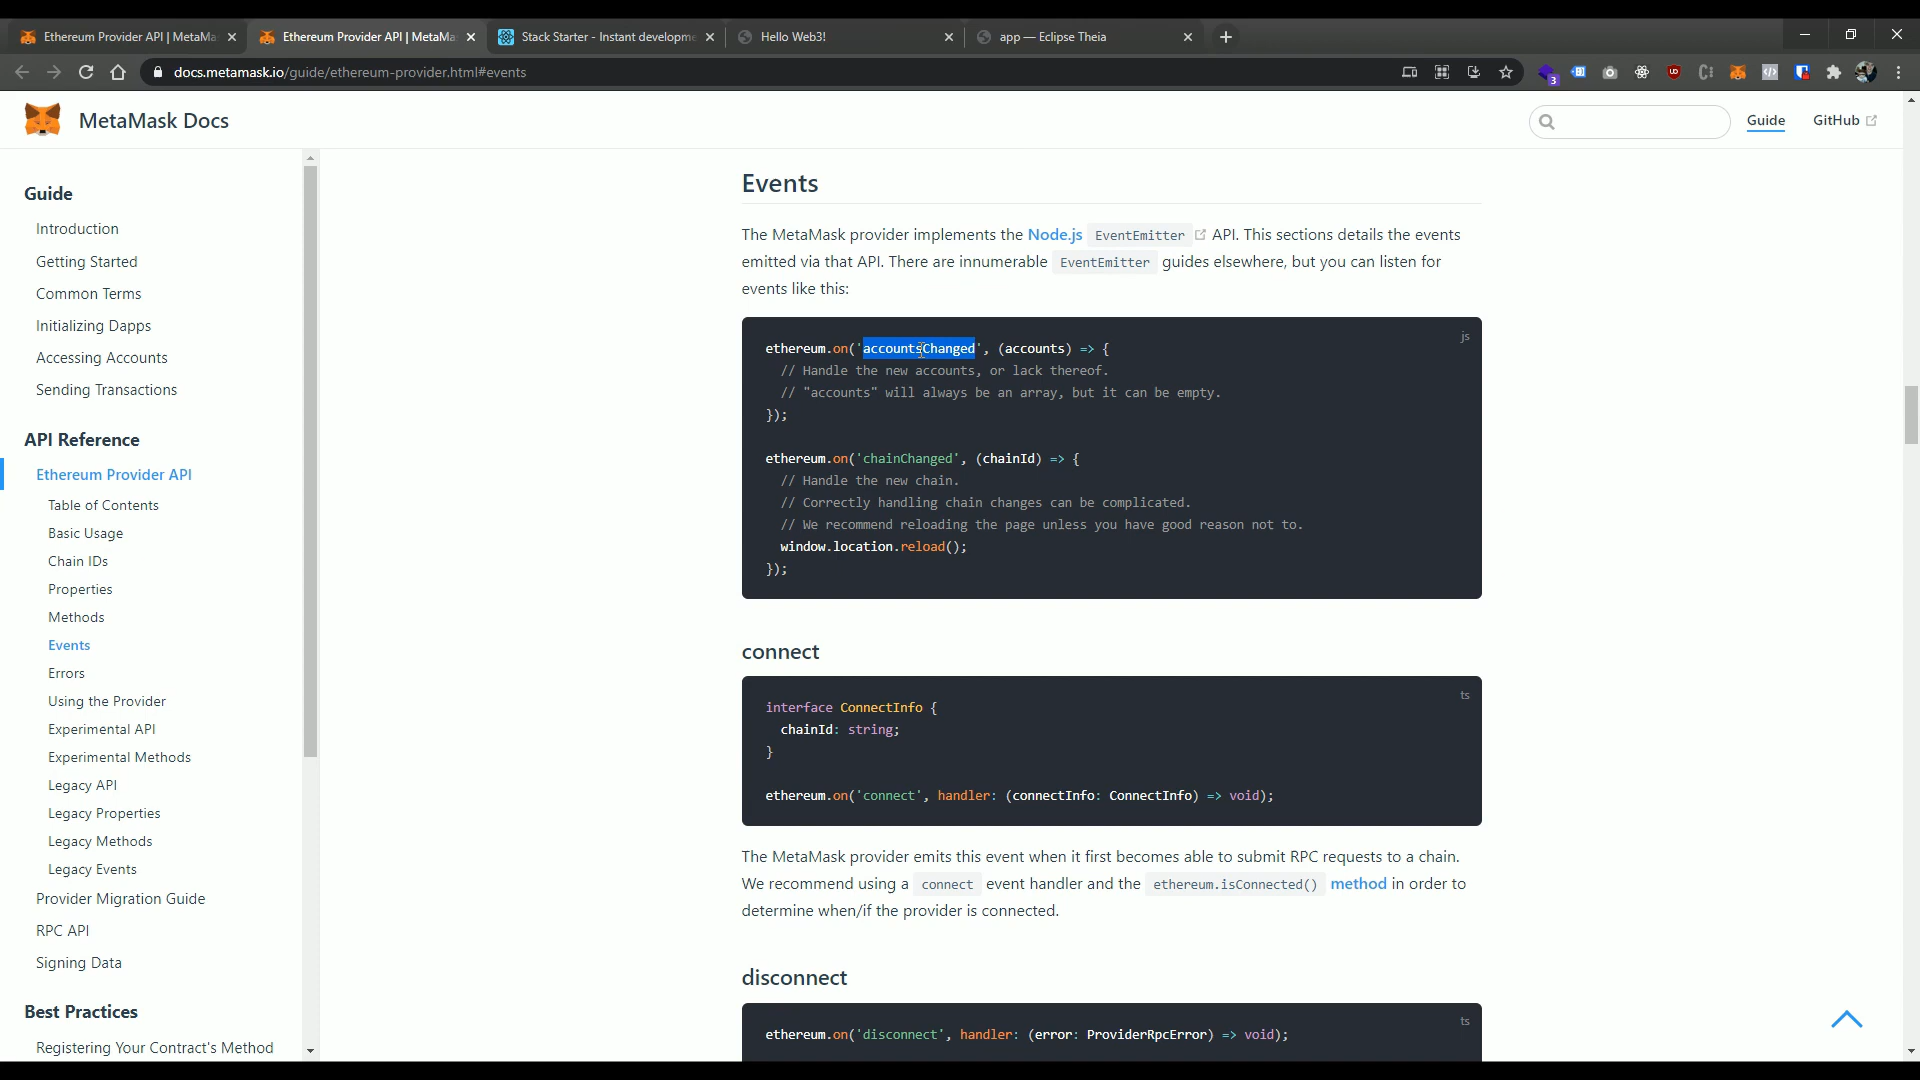 Ethereum Provider API | MetaMa
Ethereum Provider API | MetaMa
Stack Starter - Instant developme
Hello Web3!
app — Eclipse Theia
docs.metamask.io/guide/ethereum-provider.html#events
3
MetaMask Docs
Guide
GitHub
Guide
Introduction
Getting Started
Common Terms
Initializing Dapps
Accessing Accounts
Sending Transactions
API Reference
Ethereum Provider API
Table of Contents
Basic Usage
Chain IDs
Properties
Methods
Events
Errors
Using the Provider
Experimental API
Experimental Methods
Legacy API
Legacy Properties
Legacy Methods
Legacy Events
Provider Migration Guide
RPC API
Signing Data
Best Practices
Registering Your Contract's Method
Events
The MetaMask provider implements the Node.js EventEmitter API. This sections details the events
emitted via that API. There are innumerable EventEmitter guides elsewhere, but you can listen for
events like this:
js
ethereum.on('accountsChanged', (accounts) => {
// Handle the new accounts, or lack thereof.
// "accounts" will always be an array, but it can be empty.
});
ethereum.on('chainChanged', (chainId) => {
// Handle the new chain.
// Correctly handling chain changes can be complicated.
// We recommend reloading the page unless you have good reason not to.
window.location.reload();
});
connect
ts
interface ConnectInfo {
chainId: string;
}
ethereum.on('connect', handler: (connectInfo: ConnectInfo) => void);
The MetaMask provider emits this event when it first becomes able to submit RPC requests to a chain.
We recommend using a connect event handler and the ethereum.isConnected() method in order to
determine when/if the provider is connected.
disconnect
ts
ethereum.on('disconnect', handler: (error: ProviderRpcError) => void);